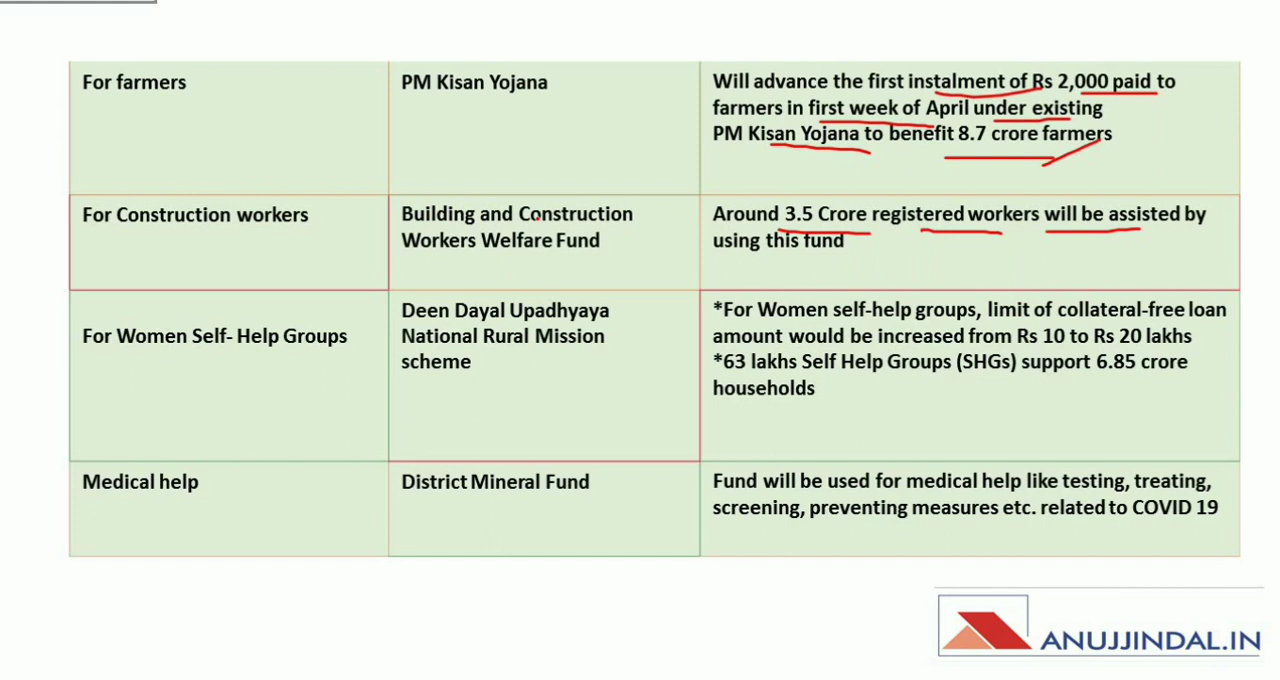 For farmers
PM Kisan Yojana
Will advance the first instalment of Rs 2,000 paid to
farmers in first week of April under existing
PM Kisan Yojana to benefit 8.7 crore farmers
For Construction workers
Building and Construction
Workers Welfare Fund
Around 3.5 Crore registered workers will be assisted by
using this fund
For Women Self- Help Groups
Deen Dayal Upadhyaya
National Rural Mission
scheme
*For Women self-help groups, limit of collateral-free loan
amount would be increased from Rs 10 to Rs 20 lakhs
*63 lakhs Self Help Groups (SHGs) support 6.85 crore
households
Medical help
District Mineral Fund
Fund will be used for medical help like testing, treating,
screening, preventing measures etc. related to COVID 19
ANUJJINDAL.IN